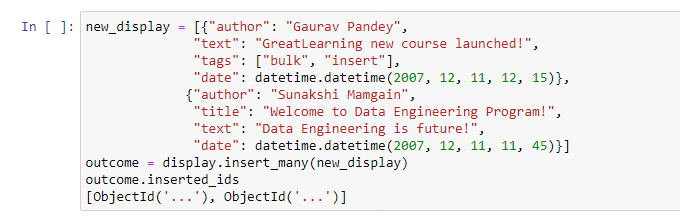 In [ ]: new_display = [{"author": "Gaurav Pandey",
"text": "GreatLearning new course launched!",
"tags": ["bulk", "insert"],
"date": datetime.datetime(2007, 12, 11, 12, 15)},
{"author": "Sunakshi Mamgain",
"title": "Welcome to Data Engineering Program!",
"text": "Data Engineering is future!",
"date": datetime.datetime(2007, 12, 11, 11, 45)}]
outcome = display.insert_many(new_display)
outcome.inserted_ids
[ObjectId('...'), ObjectId('...')]